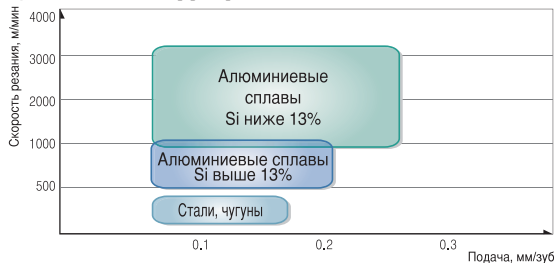 4000
3000
2000
1000
500
Скорость резания, м/мин
Алюминиевые
сплавы
Si ниже 13%
Алюминиевые сплавы
Si выше 13%
Стали, чугуны
0.1 0.2 0.3
Подача, мм/зуб